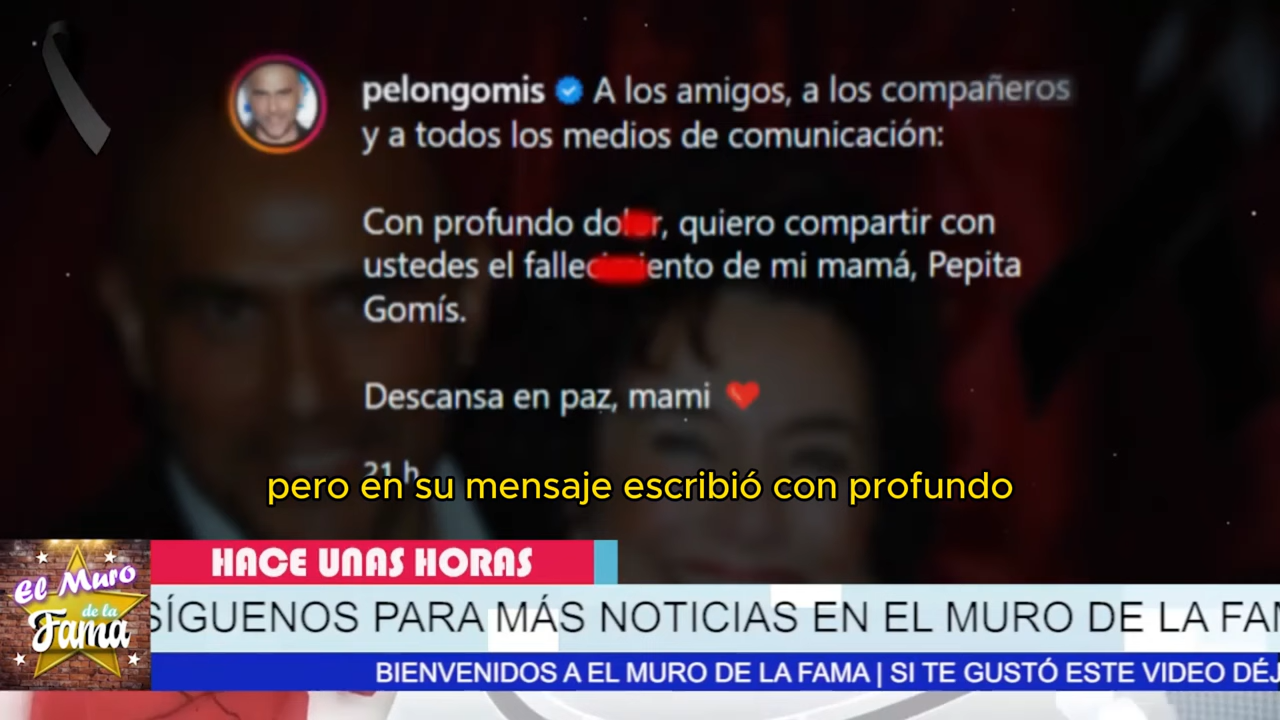 pelongomis A los amigos, a los compañeros
y a todos los medios de comunicación:
Con profundo dolor, quiero compartir con
ustedes el fallecimiento de mi mamá, Pepita
Gomís.
Descansa en paz, mami
21 h
pero en su mensaje escribió con profundo
HACE UNAS HORAS
El Muro
de la
Fama
SÍGUENOS PARA MÁS NOTICIAS EN EL MURO DE LA FAM
BIENVENIDOS A EL MURO DE LA FAMA | SI TE GUSTÓ ESTE VIDEO DÉJ